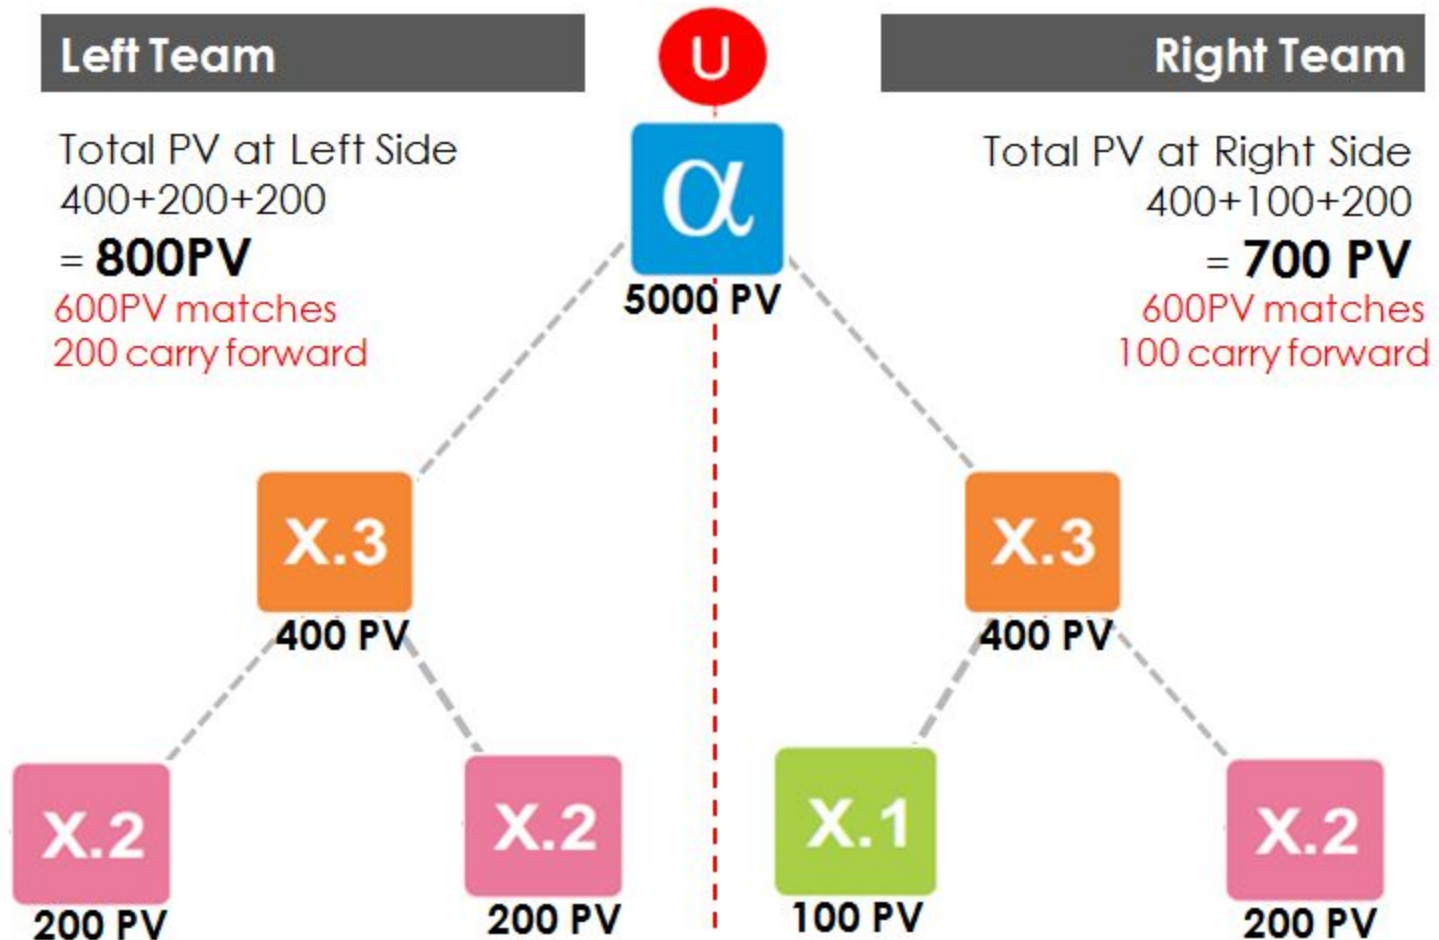 Left Team
U
Right Team
Total PV at Left Side
400+200+200
= 800PV
600PV matches
200 carry forward
α
5000 PV
Total PV at Right Side
400+100+200
= 700 PV
600PV matches
100 carry forward
X.3
400 PV
X.3
400 PV
X.2
200 PV
X.2
200 PV
X.1
100 PV
X.2
200 PV